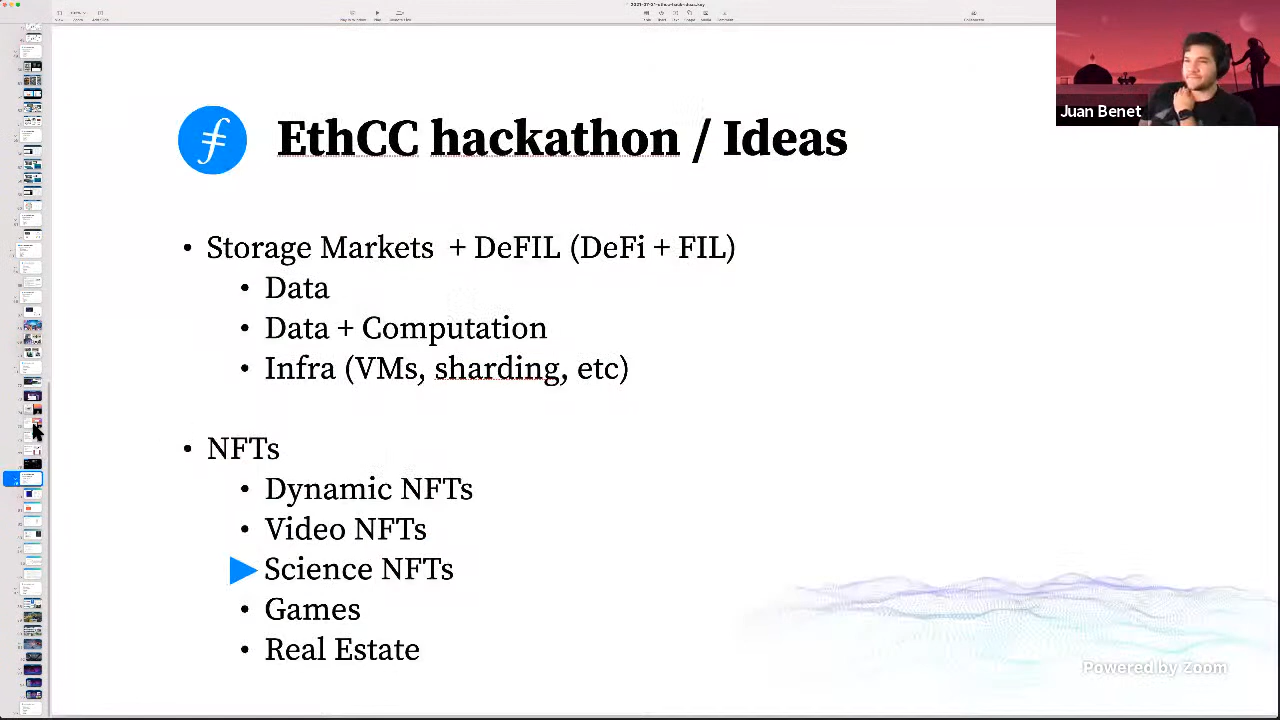 Juan Benet
EthCC hackathon / Ideas
• Storage Markets + DeFIL (DeFi + FIL)
• Data
• Data + Computation
• Infra (VMs, sharding, etc)
• NFTs
• Dynamic NFTs
• Video NFTs
Science NFTs
• Games
• Real Estate
Powered by Zoom